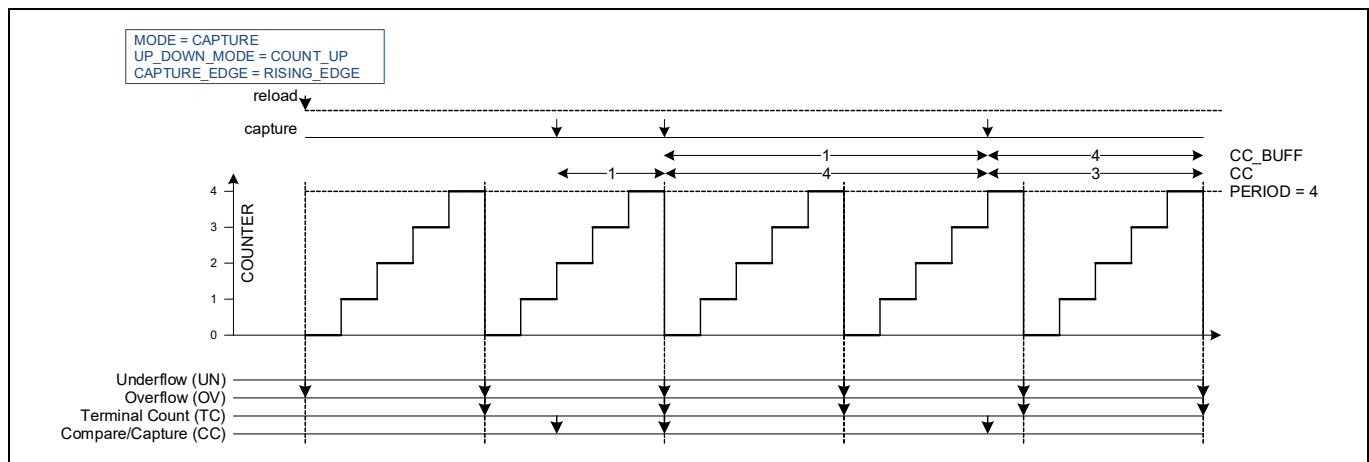 MODE = CAPTURE
UP_DOWN_MODE = COUNT_UP
CAPTURE_EDGE = RISING_EDGE
reload
capture
1 4 CC_BUFF
1 4 3 CC
4 PERIOD = 4
3
2
1
0
COUNTER
Underflow (UN)
Overflow (OV)
Terminal Count (TC)
Compare/Capture (CC)